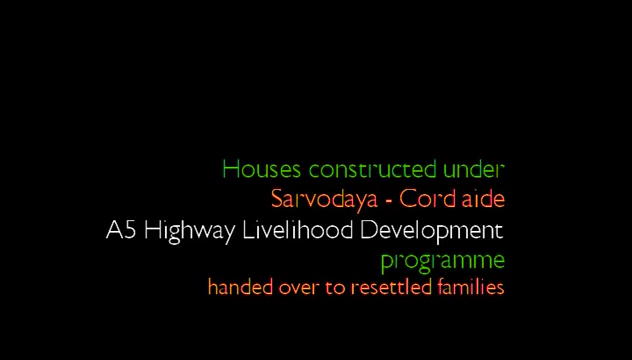 Houses constructed under
Sarvodaya - Cord aide
A5 Highway Livelihood Development
programme
handed over to resettled families